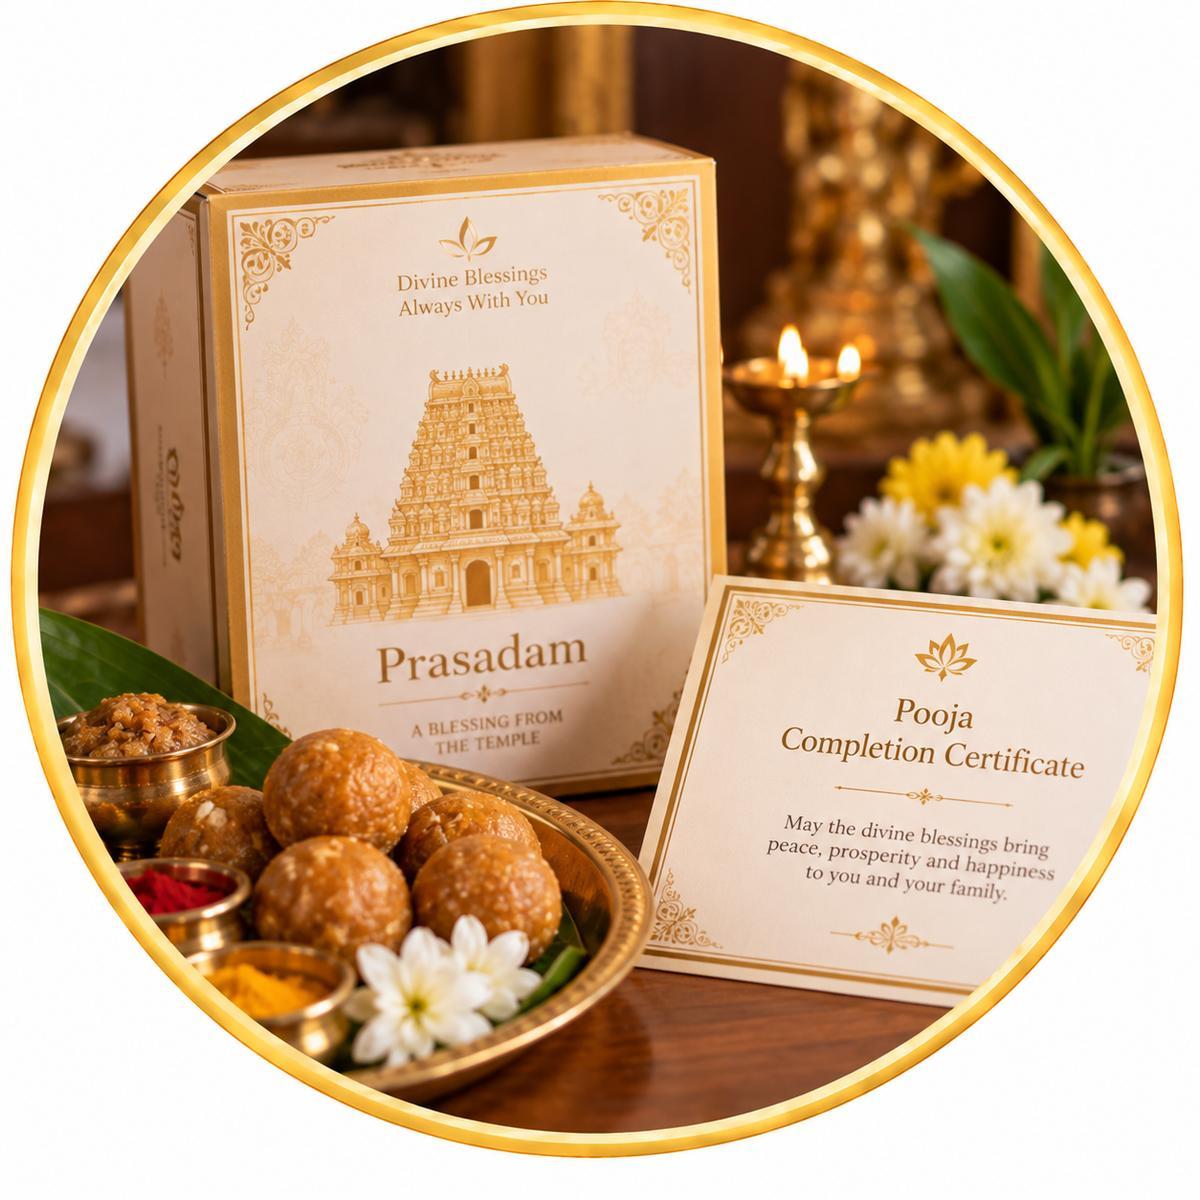 Divine Blessings
Always With You
Prasadam
A BLESSING FROM
THE TEMPLE
Pooja
Completion Certificate
May the divine blessings bring
peace, prosperity and happiness
to you and your family.